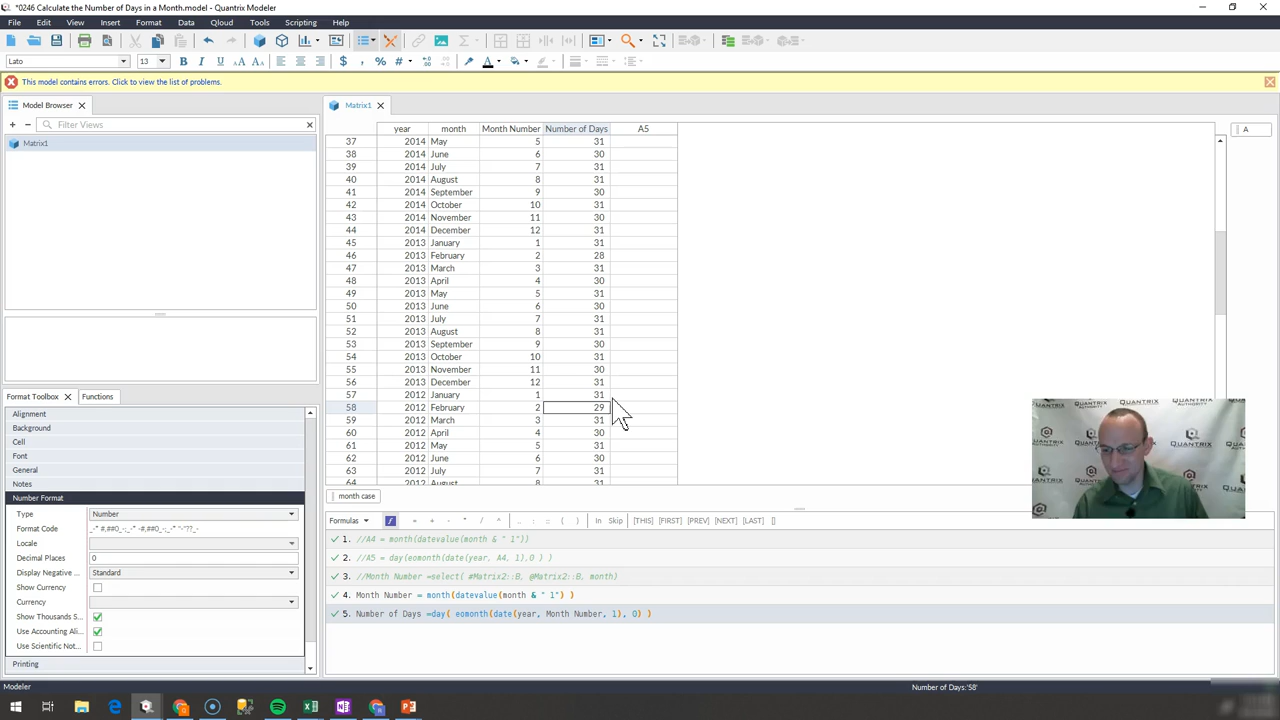 *0246 Calculate the Number of Days in a Month.model - Quantrix Modeler
File Edit View Insert Format Data Qloud Tools Scripting Help
Lato 13 B I U
This model contains errors. Click to view the list of problems.
Model Browser
Matrix1
Filter Views
Matrix1
year month Month Number Number of Days A5
A
37 2014 May 5 31
38 2014 June 6 30
39 2014 July 7 31
40 2014 August 8 31
41 2014 September 9 30
42 2014 October 10 31
43 2014 November 11 30
44 2014 December 12 31
45 2013 January 1 31
46 2013 February 2 28
47 2013 March 3 31
48 2013 April 4 30
49 2013 May 5 31
50 2013 June 6 30
51 2013 July 7 31
52 2013 August 8 31
53 2013 September 9 30
54 2013 October 10 31
55 2013 November 11 30
56 2013 December 12 31
57 2012 January 1 31
58 2012 February 2 29
59 2012 March 3 31
60 2012 April 4 30
61 2012 May 5 31
62 2012 June 6 30
63 2012 July 7 31
64 2012 August 8 31
month case
Format Toolbox
Functions
Alignment
Background
Cell
Font
General
Notes
Number Format
Type Number
Format Code _-* #,##0_-;_-* -#,##0_-;_-* "-"??_-
Locale
Decimal Places 0
Display Negative ... Standard
Show Currency
Currency
Show Thousands S...
Use Accounting Ali...
Use Scientific Not...
Printing
Formulas + - * / ^ .. : :: ( ) In Skip [THIS] [FIRST] [PREV] [NEXT] [LAST] []
1. //A4 = month(datevalue(month & " 1"))
2. //A5 = day(eomonth(date(year, A4, 1),0 ) )
3. //Month Number =select( #Matrix2::B, @Matrix2::B, month)
4. Month Number = month(datevalue(month & " 1") )
5. Number of Days =day( eomonth(date(year, Month Number, 1), 0) )
QUANTRIX
AUTHORITY
Modeler
Number of Days:'58'